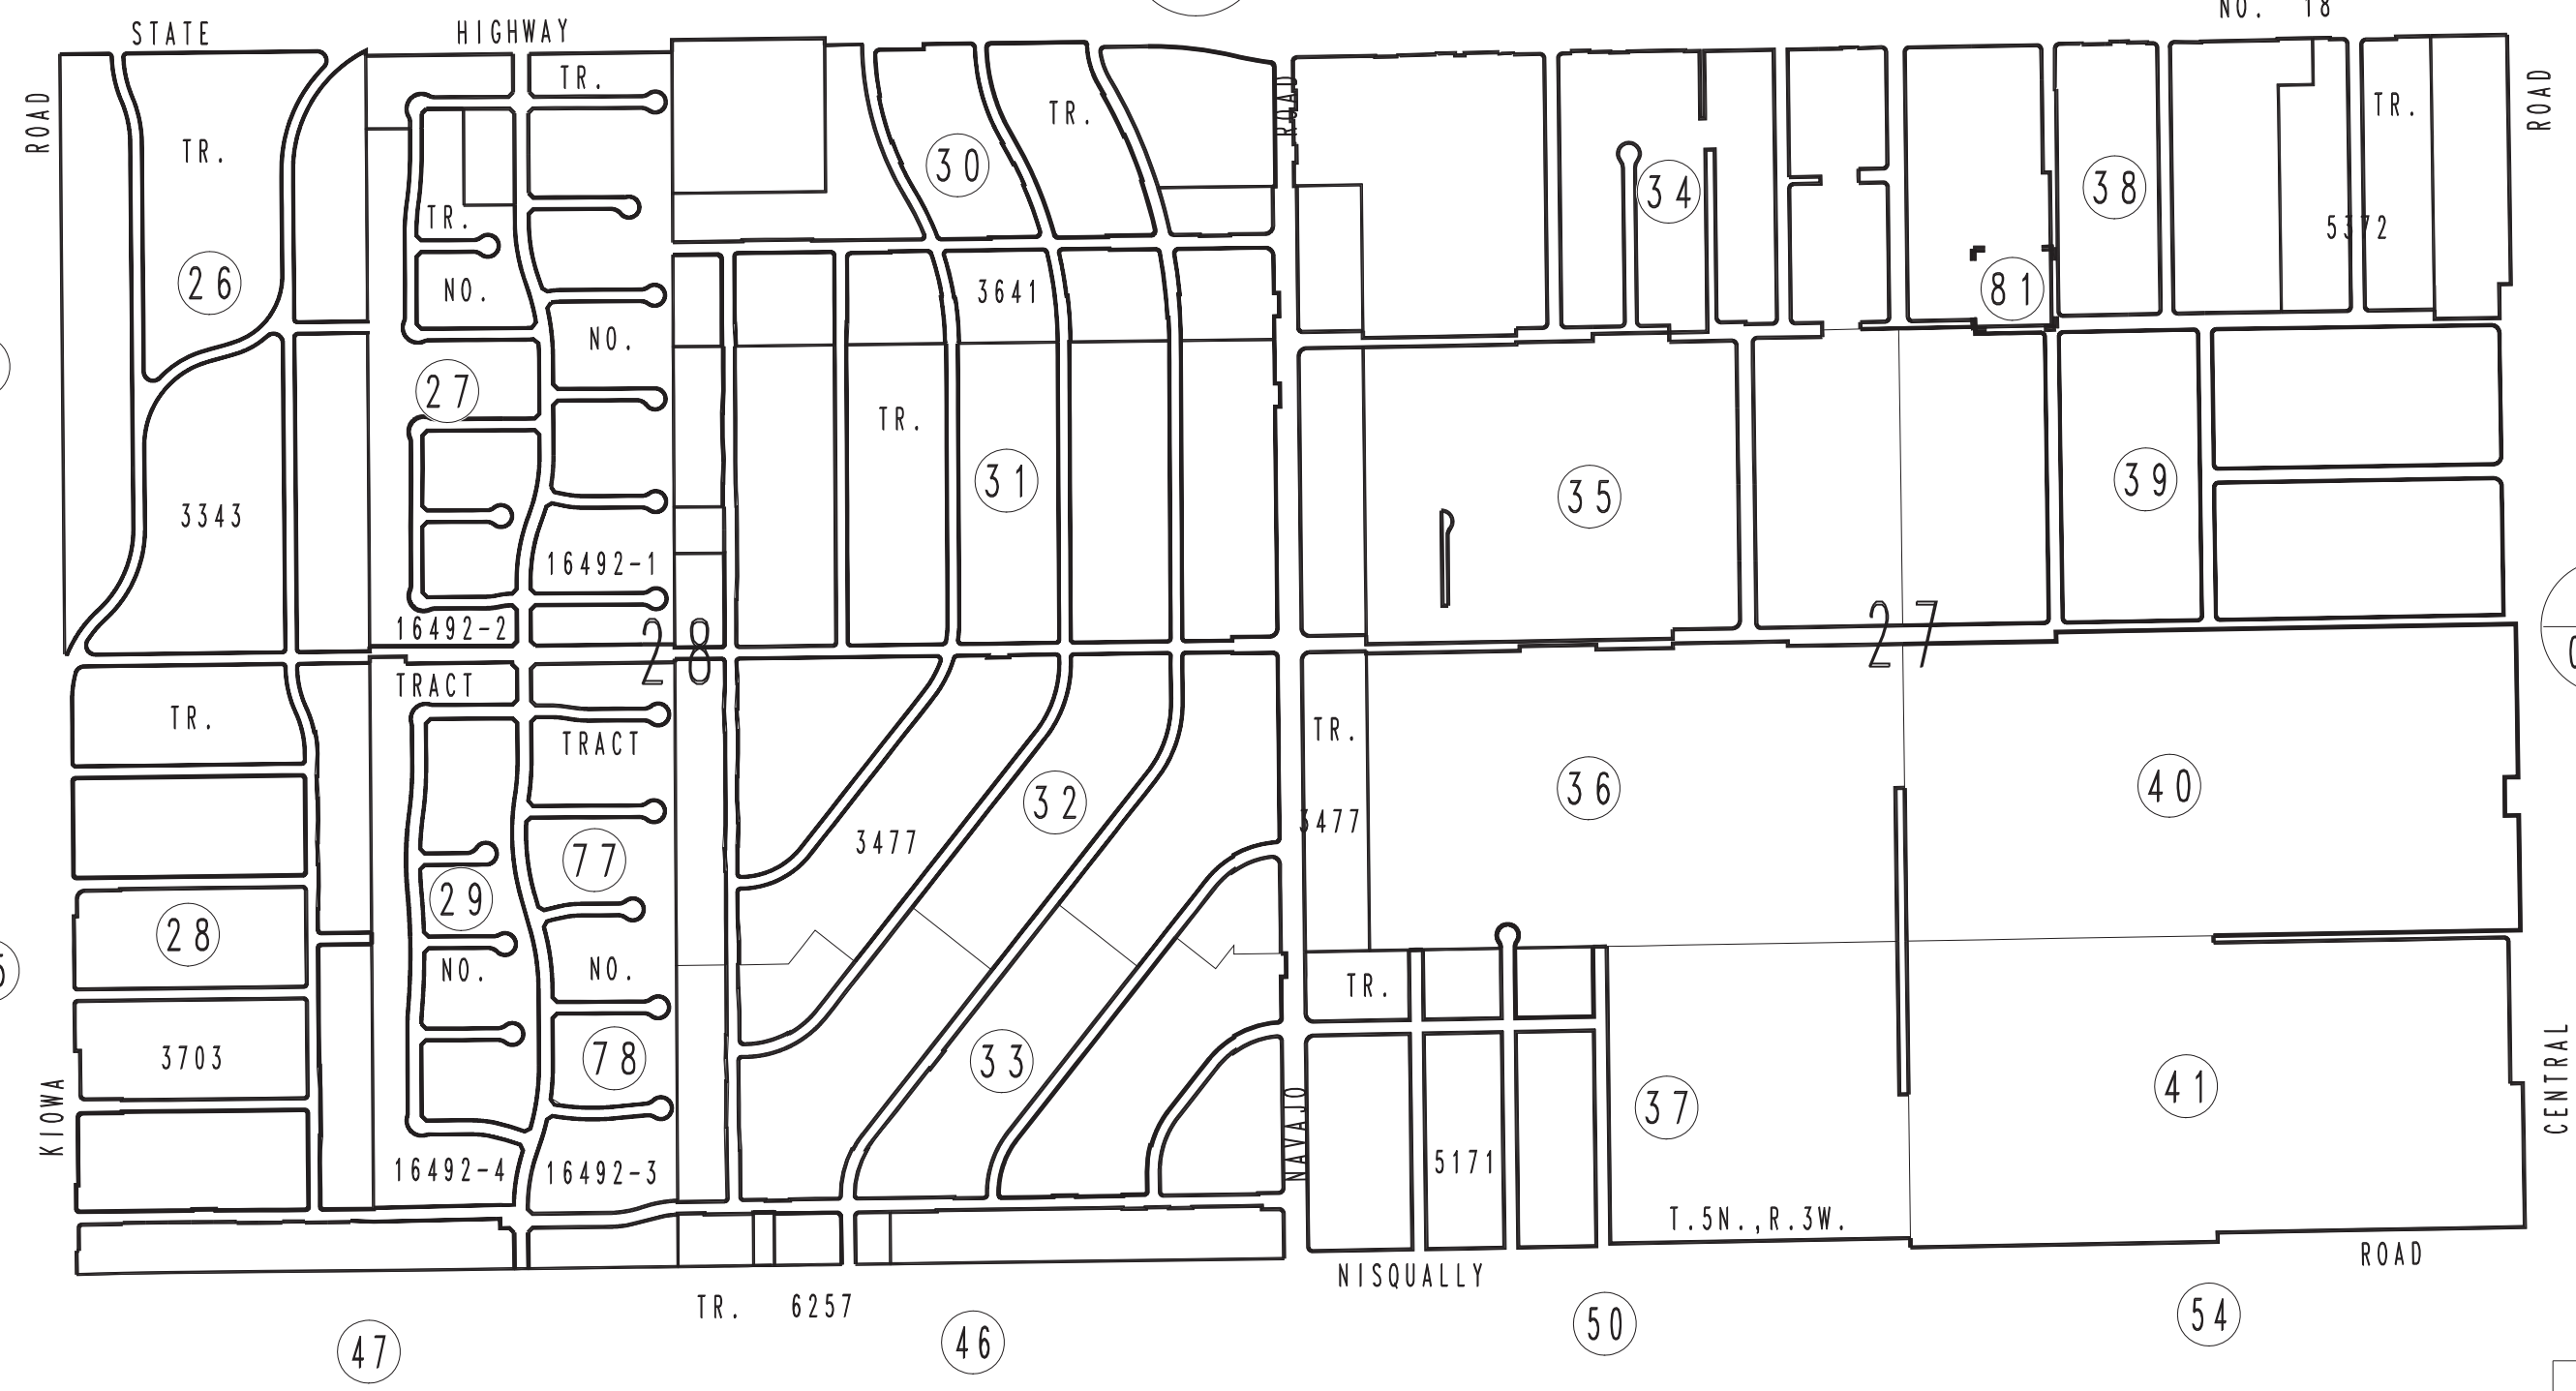 STATE HIGHWAY NO. 18
ROAD
TR.
26
3343
TR.
TR.
NO.
27
16492-2
NO.
16492-1
28
TR.
30
TR.
3641
31
ROAD
34
81
38
TR.
5372
ROAD
35
39
27
TR.
28
3703
KIOWA
TRACT
29
NO.
16492-4
TRACT
77
NO.
78
16492-3
3477
32
33
NAVAJO
TR.
3477
36
40
TR.
5171
37
41
T.5N.,R.3W.
CENTRAL
NISQUALLY ROAD
TR. 6257
47
46
50
54